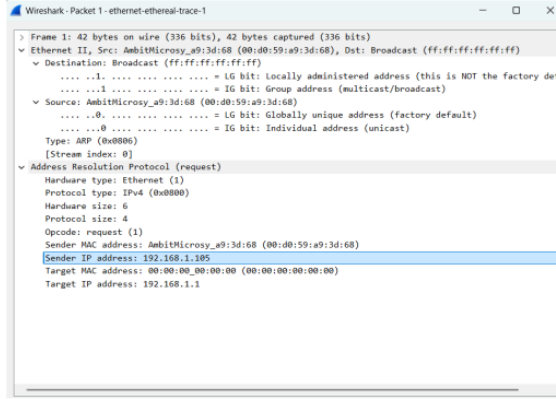 Wireshark - Packet 1 - ethernet-ethereal-trace-1
Frame 1: 42 bytes on wire (336 bits), 42 bytes captured (336 bits)
Ethernet II, Src: AmbitMicrosy_a9:3d:68 (00:d0:59:a9:3d:68), Dst: Broadcast (ff:ff:ff:ff:ff:ff)
Destination: Broadcast (ff:ff:ff:ff:ff:ff)
.... ..1. .... .... .... .... = LG bit: Locally administered address (this is NOT the factory def
.... ...1 .... .... .... .... = IG bit: Group address (multicast/broadcast)
Source: AmbitMicrosy_a9:3d:68 (00:d0:59:a9:3d:68)
.... ..0. .... .... .... .... = LG bit: Globally unique address (factory default)
.... ...0 .... .... .... .... = IG bit: Individual address (unicast)
Type: ARP (0x0806)
[Stream index: 0]
Address Resolution Protocol (request)
Hardware type: Ethernet (1)
Protocol type: IPv4 (0x0800)
Hardware size: 6
Protocol size: 4
Opcode: request (1)
Sender MAC address: AmbitMicrosy_a9:3d:68 (00:d0:59:a9:3d:68)
Sender IP address: 192.168.1.105
Target MAC address: 00:00:00_00:00:00 (00:00:00:00:00:00)
Target IP address: 192.168.1.1